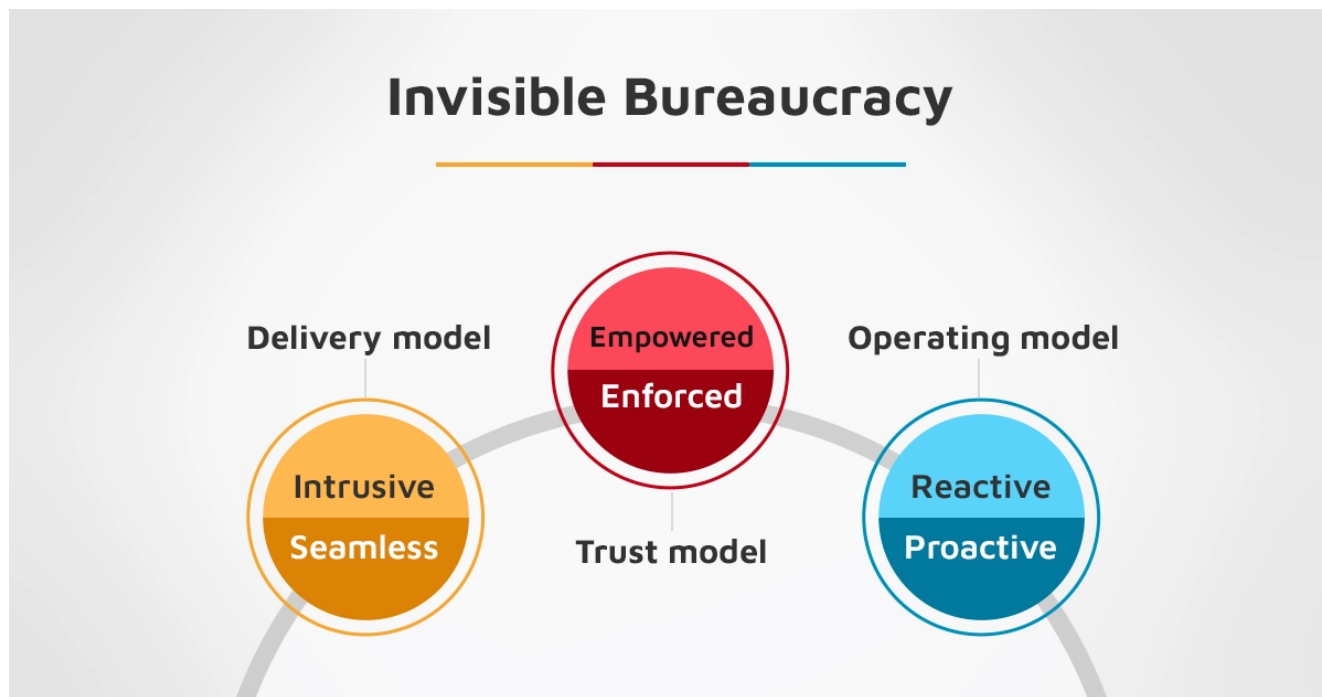 Invisible Bureaucracy
Delivery model
Intrusive
Seamless
Empowered
Enforced
Trust model
Operating model
Reactive
Proactive